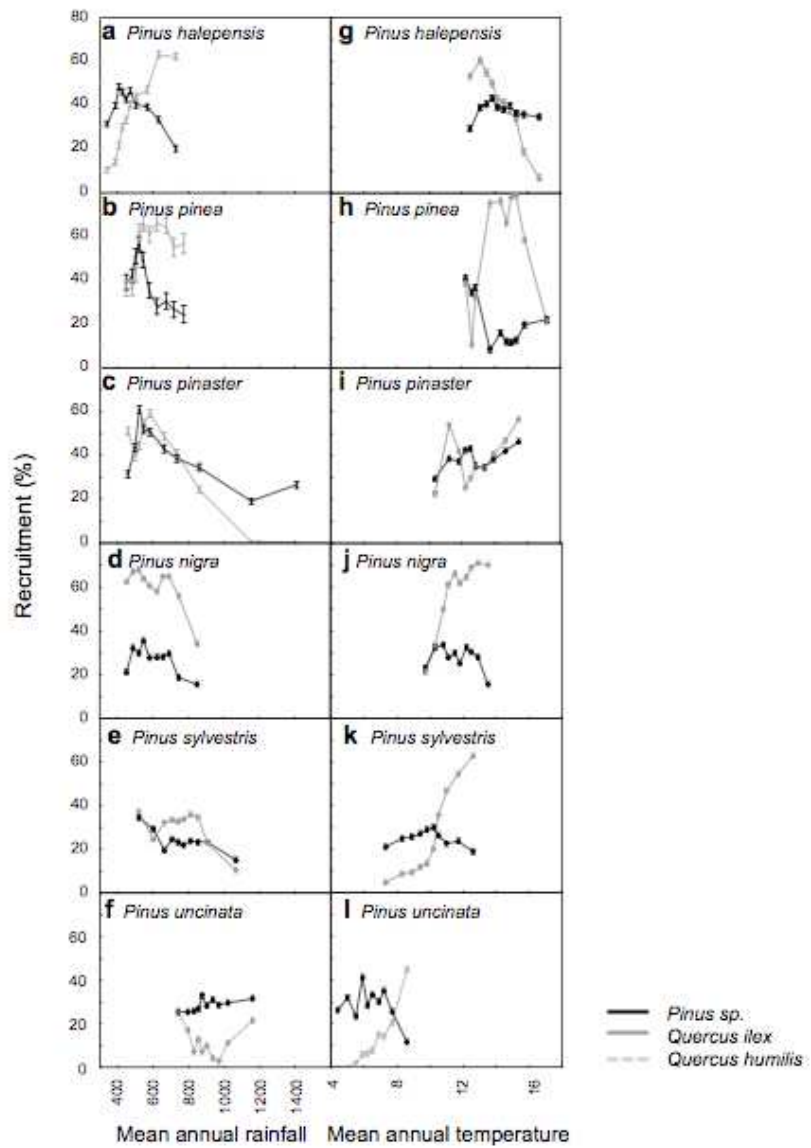 a Pinus halepensis
g Pinus halepensis
80
60
40
20
0
b Pinus pinea
h Pinus pinea
60
40
20
0
c Pinus pinaster
i Pinus pinaster
60
40
20
0
d Pinus nigra
j Pinus nigra
60
40
20
0
e Pinus sylvestris
k Pinus sylvestris
60
40
20
0
f Pinus uncinata
l Pinus uncinata
60
40
20
0
Recruitment (%)
400
600
800
1000
1200
1400
4
8
12
16
Mean annual rainfall
Mean annual temperature
Pinus sp.
Quercus ilex
Quercus humilis